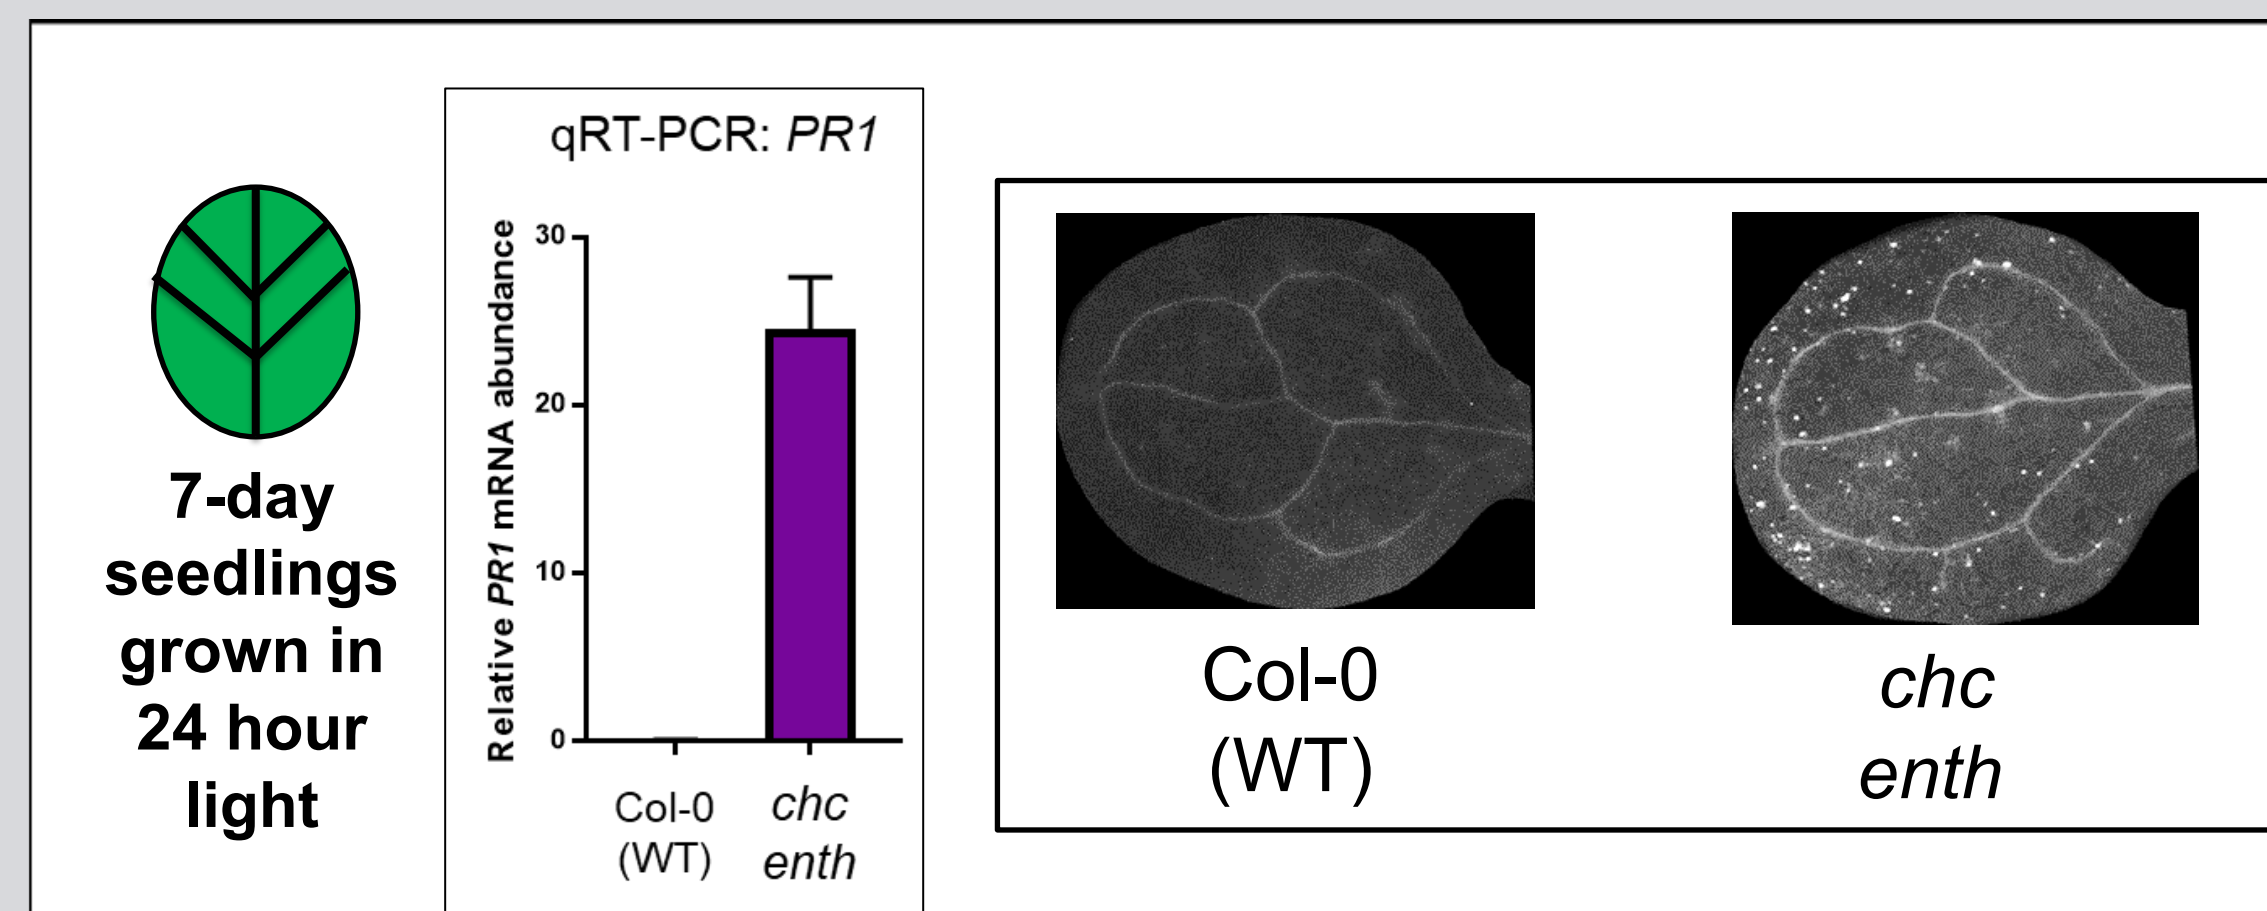 7-day
seedlings
grown in
24 hour
light
qRT-PCR: PR1
Relative PR1 mRNA abundance
30
20
10
0
Col-0
(WT)
chc
enth
Col-0
(WT)
chc
enth